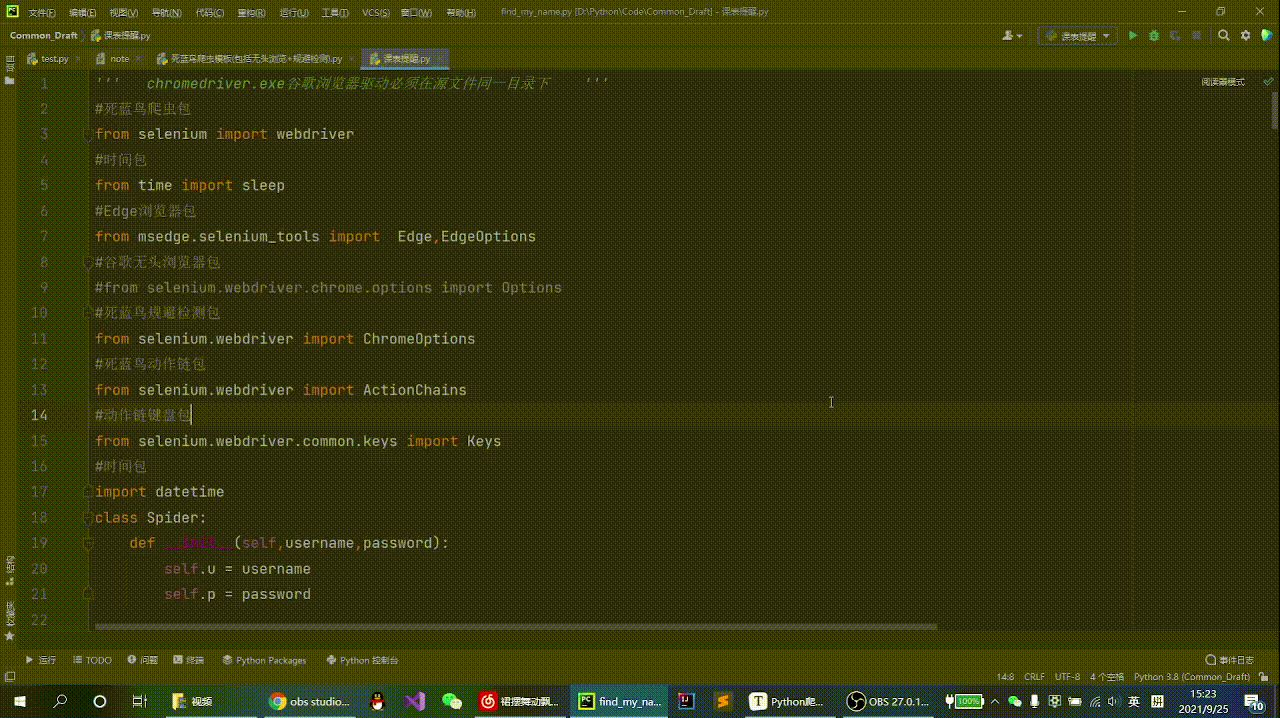 文件(F) 编辑(E) 视图(V) 导航(N) 代码(C) 重构(R) 运行(U) 工具(T) VCS(S) 窗口(W) 帮助(H) find_my_name.py [D:\Python\Code\Common_Draft] - 课表提醒.py
Common_Draft 课表提醒.py 课表提醒
test.py note 死蓝鸟爬虫模板(包括无头浏览+规避检测).py 课表提醒.py
1 ''' chromedriver.exe谷歌浏览器驱动必须在源文件同一目录下 ''' 阅读器模式
2 #死蓝鸟爬虫包
3 from selenium import webdriver
4 #时间包
5 from time import sleep
6 #Edge浏览器包
7 from msedge.selenium_tools import Edge,EdgeOptions
8 #谷歌无头浏览器包
9 #from selenium.webdriver.chrome.options import Options
10 #死蓝鸟规避检测包
11 from selenium.webdriver import ChromeOptions
12 #死蓝鸟动作链包
13 from selenium.webdriver import ActionChains
14 #动作链键盘包
15 from selenium.webdriver.common.keys import Keys
16 #时间包
17 import datetime
18 class Spider:
19 def __init__(self,username,password):
20 self.u = username
21 self.p = password
22
结构
收藏夹
运行 TODO 问题 终端 Python Packages Python 控制台 事件日志
14:8 CRLF UTF-8 4 个空格 Python 3.8 (Common_Draft)
视频 obs studio... 裙摆舞动飘... find_my_na... Python爬... OBS 27.0.1... 100% 英 拼 15:23
2021/9/25 10